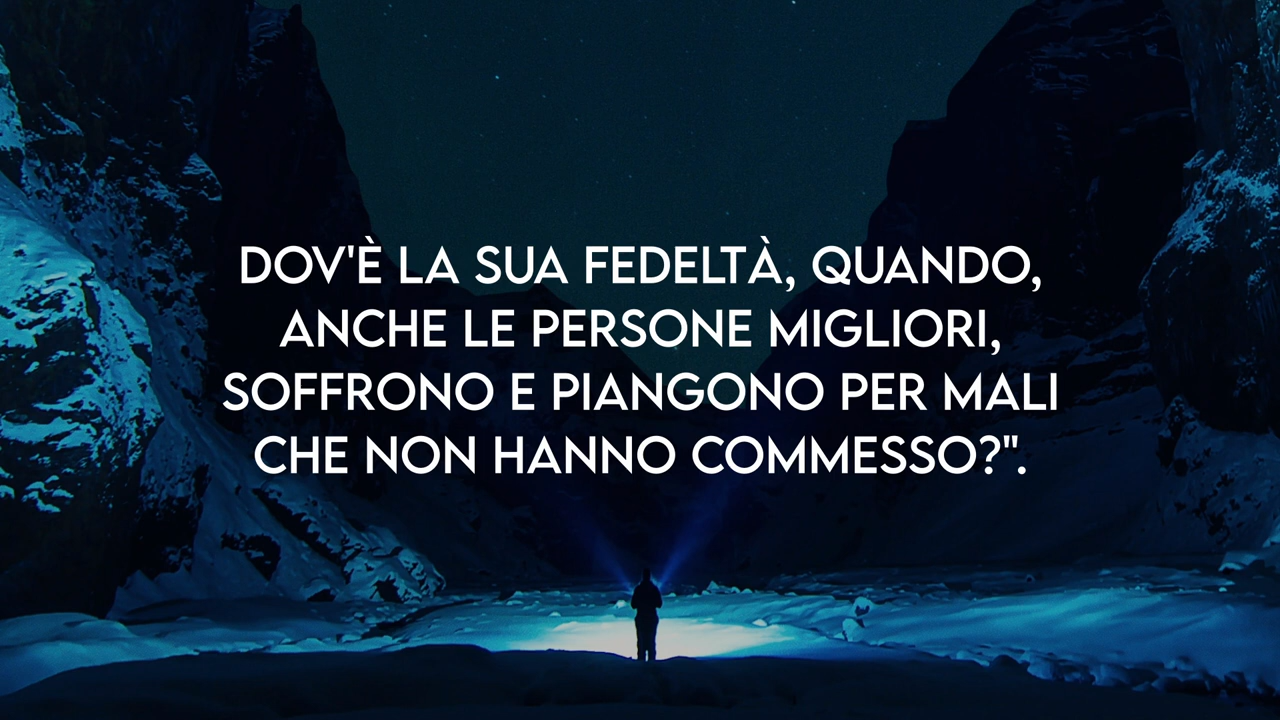 DOV'È LA SUA FEDELTÀ, QUANDO,
ANCHE LE PERSONE MIGLIORI,
SOFFRONO E PIANGONO PER MALI
CHE NON HANNO COMMESSO?".